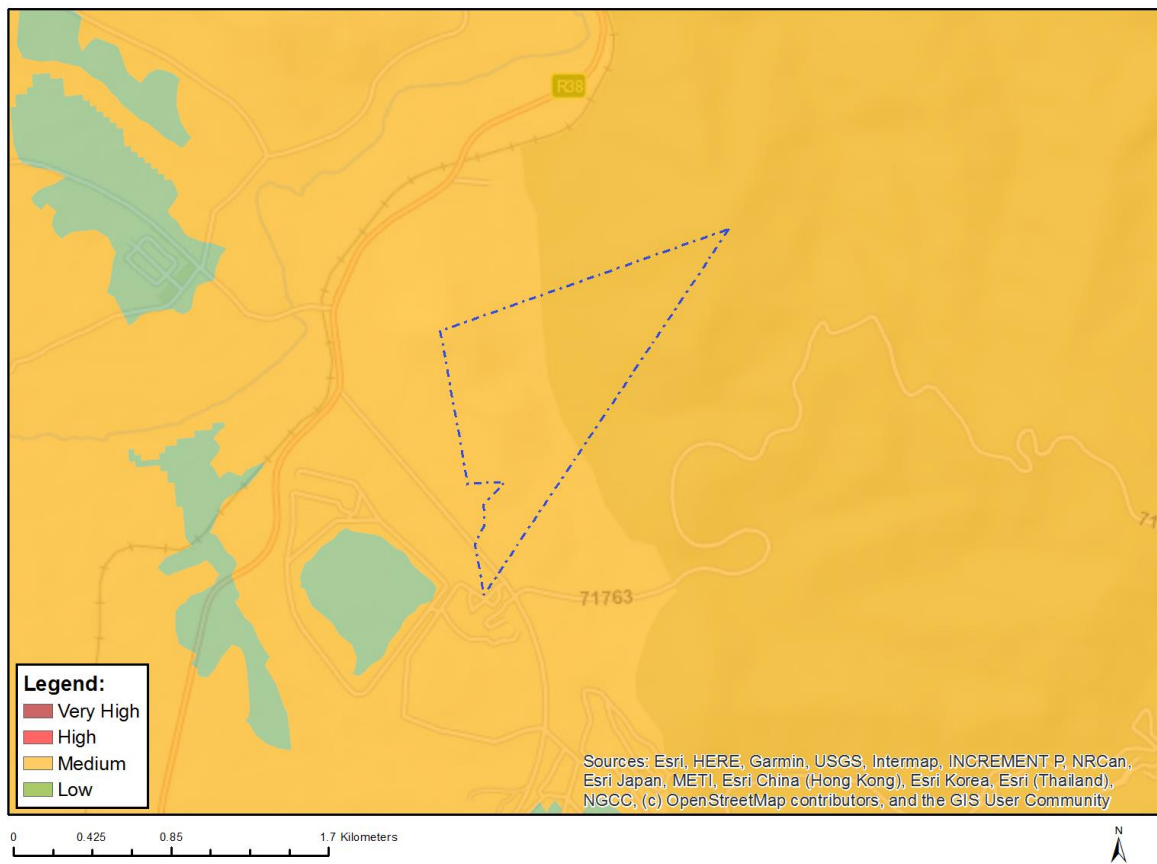 R38
71
71763
Legend:
Very High
High
Medium
Low
Sources: Esri, HERE, Garmin, USGS, Intermap, INCREMENT P, NRCan,
Esri Japan, METI, Esri China (Hong Kong), Esri Korea, Esri (Thailand),
NGCC, (c) OpenStreetMap contributors, and the GIS User Community
0 0.425 0.85 1.7 Kilometers
N